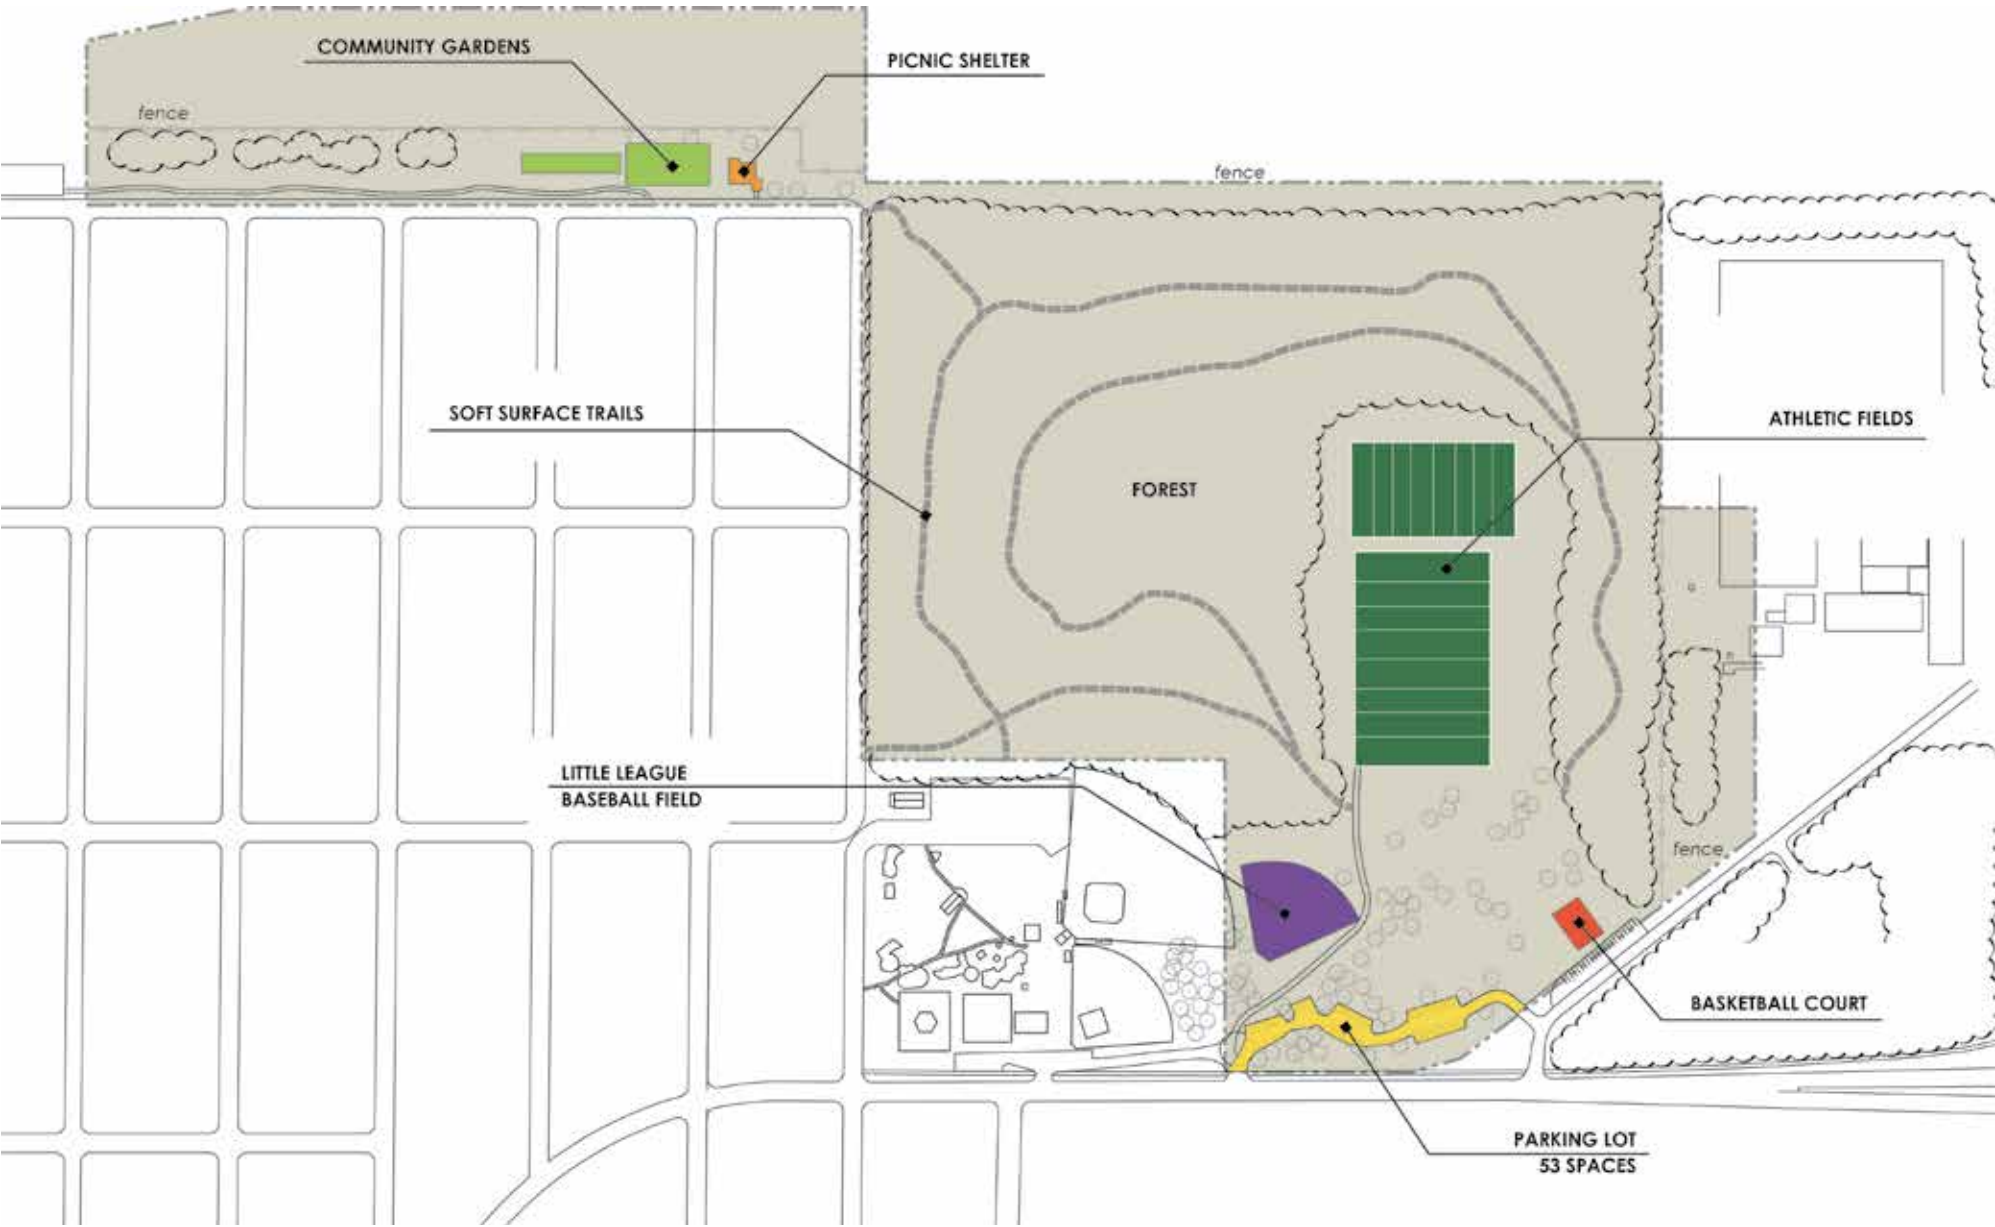 COMMUNITY GARDENS
PICNIC SHELTER
fence
fence
SOFT SURFACE TRAILS
ATHLETIC FIELDS
FOREST
LITTLE LEAGUE
BASEBALL FIELD
fence
BASKETBALL COURT
PARKING LOT
53 SPACES